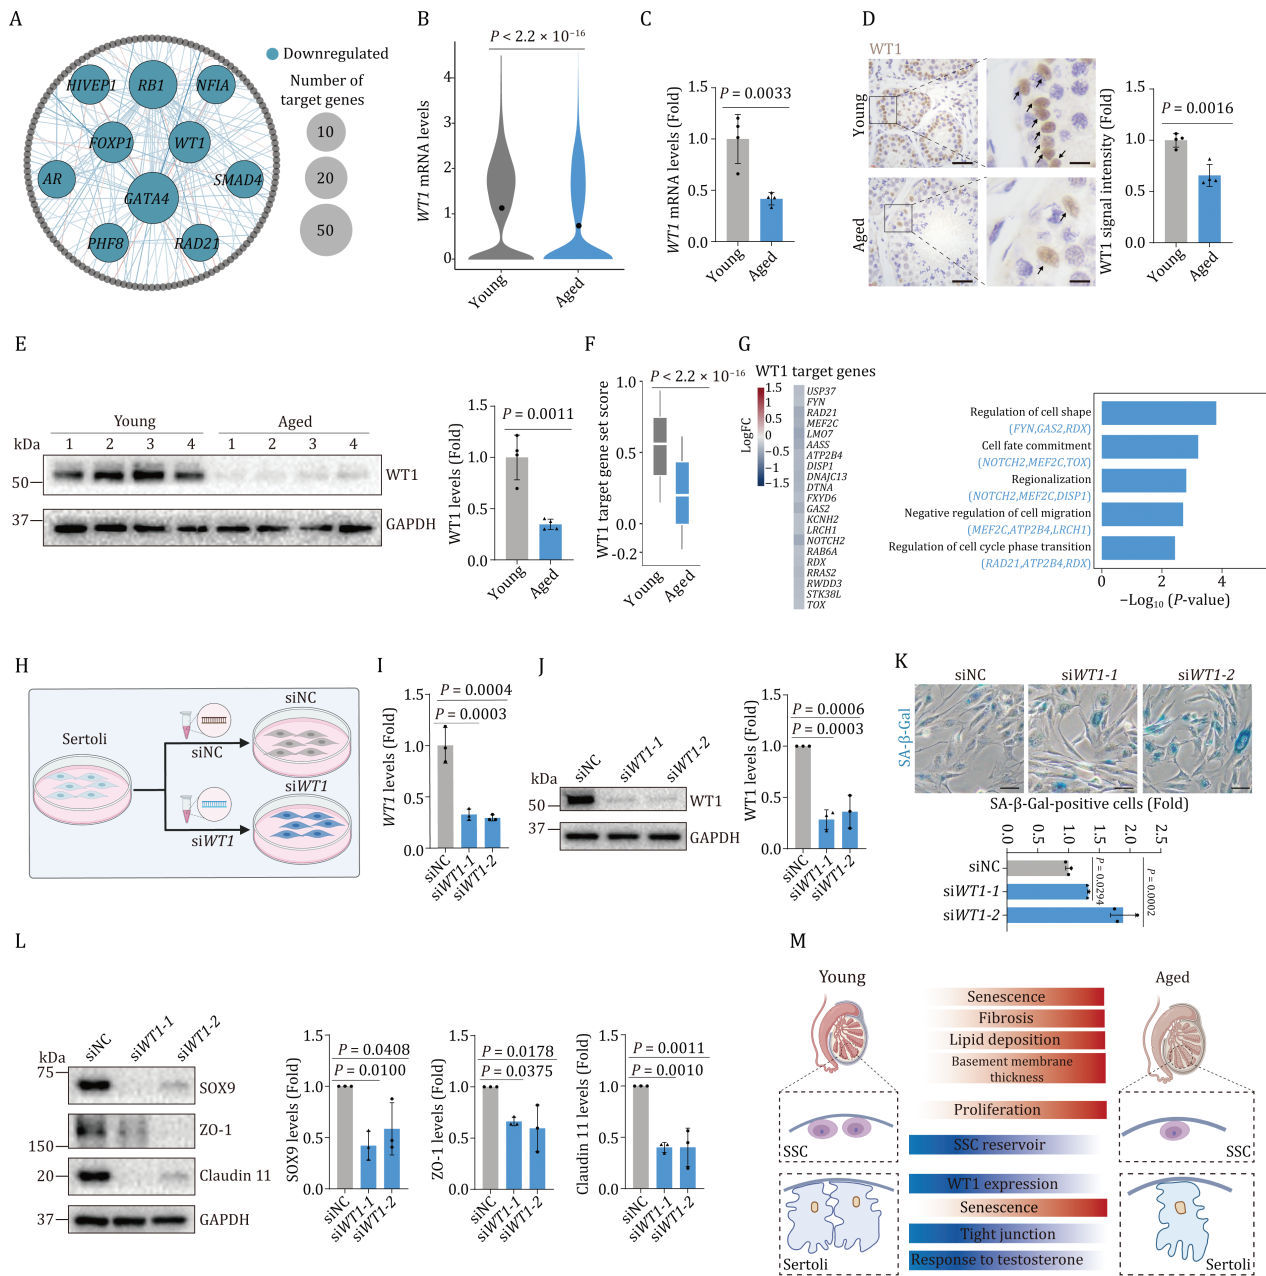 A
HIVEP1
RB1
NFIA
FOXP1
WT1
AR
SMAD4
GATA4
PHF8
RAD21
Downregulated
Number of
target genes
10
20
50
B
P < 2.2 × 10⁻¹⁶
WT1 mRNA levels
4
3
2
1
0
Young
Aged
C
P = 0.0033
WT1 mRNA levels (Fold)
1.5
1.0
0.5
0.0
Young
Aged
D
WT1
Young
Aged
P = 0.0016
WT1 signal intensity (Fold)
1.5
1.0
0.5
0.0
Young
Aged
E
Young
Aged
kDa
1 2 3 4 1 2 3 4
50
WT1
37
GAPDH
P = 0.0011
WT1 levels (Fold)
1.5
1.0
0.5
0.0
Young
Aged
F
P < 2.2 × 10⁻¹⁶
WT1 target gene set score
1.0
0.5
0.0
-0.2
Young
Aged
G
WT1 target genes
LogFC
1.5
1
0.5
0
−0.5
−1
−1.5
USP37
FYN
RAD21
MEF2C
LMO7
AASS
ATP2B4
DISP1
DNAJC13
DTNA
FXYD6
GAS2
KCNH2
LRCH1
NOTCH2
RAB6A
RDX
RRAS2
RWDD3
STK38L
TOX
Regulation of cell shape
(FYN,GAS2,RDX)
Cell fate commitment
(NOTCH2,MEF2C,TOX)
Regionalization
(NOTCH2,MEF2C,DISP1)
Negative regulation of cell migration
(MEF2C,ATP2B4,LRCH1)
Regulation of cell cycle phase transition
(RAD21,ATP2B4,RDX)
0 2 4
−Log₁₀ (P-value)
H
Sertoli
siNC
siNC
siWT1
siWT1
I
P = 0.0004
P = 0.0003
WT1 levels (Fold)
1.5
1.0
0.5
0.0
siNC
siWT1-1
siWT1-2
J
kDa
siNC
siWT1-1
siWT1-2
50
WT1
37
GAPDH
P = 0.0006
P = 0.0003
WT1 levels (Fold)
1.5
1.0
0.5
0.0
siNC
siWT1-1
siWT1-2
K
siNC
siWT1-1
siWT1-2
SA-β-Gal
SA-β-Gal-positive cells (Fold)
0.0
0.5
1.0
1.5
2.0
2.5
siNC
siWT1-1
siWT1-2
P = 0.0294
P = 0.0002
L
kDa
siNC
siWT1-1
siWT1-2
75
SOX9
ZO-1
150
20
Claudin 11
37
GAPDH
P = 0.0408
P = 0.0100
SOX9 levels (Fold)
1.5
1.0
0.5
0.0
siNC
siWT1-1
siWT1-2
P = 0.0178
P = 0.0375
ZO-1 levels (Fold)
1.5
1.0
0.5
0.0
siNC
siWT1-1
siWT1-2
P = 0.0011
P = 0.0010
Claudin 11 levels (Fold)
1.5
1.0
0.5
0.0
siNC
siWT1-1
siWT1-2
M
Young
Aged
Senescence
Fibrosis
Lipid deposition
Basement membrane
thickness
Proliferation
SSC reservoir
SSC
SSC
WT1 expression
Senescence
Tight junction
Response to testosterone
Sertoli
Sertoli